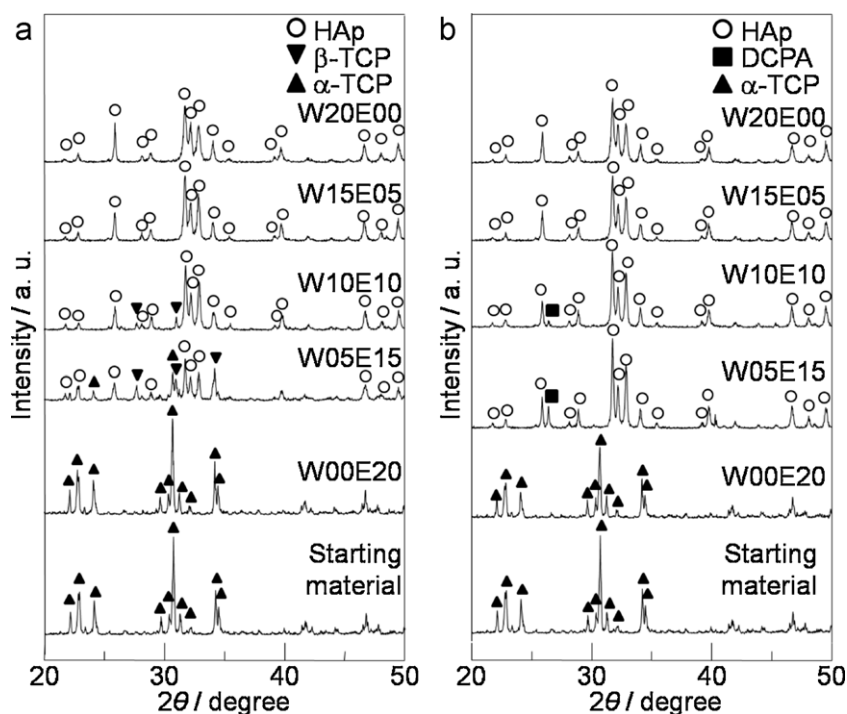 a
○ HAp
▼ β-TCP
▲ α-TCP
W20E00
W15E05
W10E10
W05E15
W00E20
Starting
material
Intensity / a. u.
20 30 40 50
2θ / degree
b
○ HAp
■ DCPA
▲ α-TCP
W20E00
W15E05
W10E10
W05E15
W00E20
Starting
material
Intensity / a. u.
20 30 40 50
2θ / degree